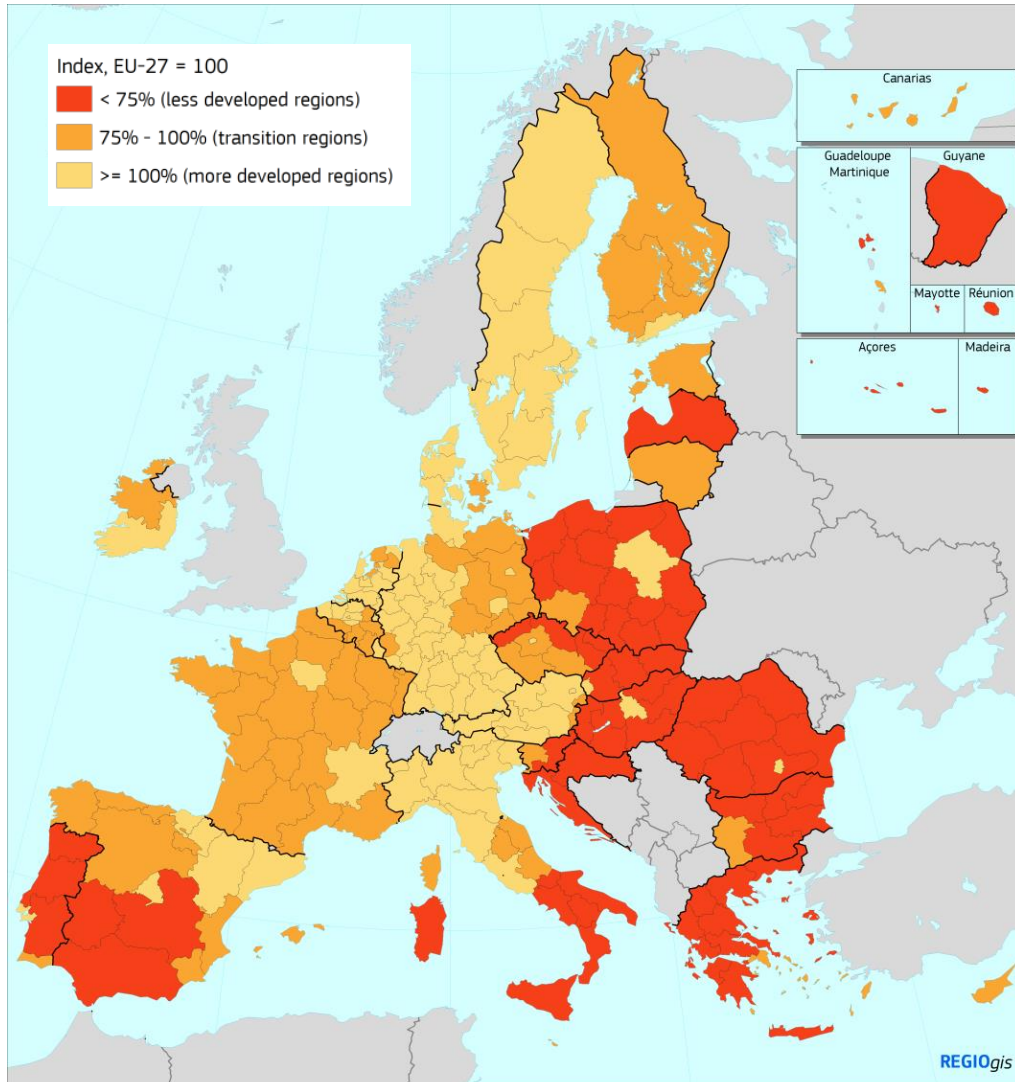 Index, EU-27 = 100
< 75% (less developed regions)
75% - 100% (transition regions)
>= 100% (more developed regions)
Canarias
Guadeloupe
Martinique
Guyane
Mayotte
Réunion
Açores
Madeira
REGIOgis